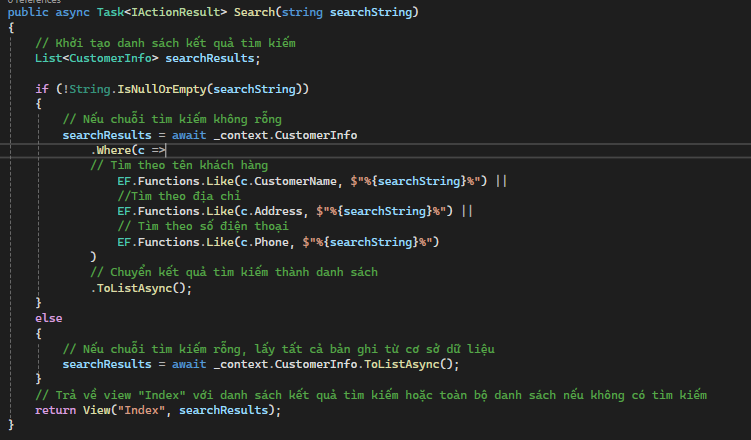 0 references
public async Task<IActionResult> Search(string searchString)
{
    // Khởi tạo danh sách kết quả tìm kiếm
    List<CustomerInfo> searchResults;
    if (!String.IsNullOrEmpty(searchString))
    {
        // Nếu chuỗi tìm kiếm không rỗng
        searchResults = await _context.CustomerInfo
            .Where(c =>
            // Tìm theo tên khách hàng
                EF.Functions.Like(c.CustomerName, $"%{searchString}%") ||
                //Tìm theo địa chỉ
                EF.Functions.Like(c.Address, $"%{searchString}%") ||
                // Tìm theo số điện thoại
                EF.Functions.Like(c.Phone, $"%{searchString}%")
            )
            // Chuyển kết quả tìm kiếm thành danh sách
            .ToListAsync();
    }
    else
    {
        // Nếu chuỗi tìm kiếm rỗng, lấy tất cả bản ghi từ cơ sở dữ liệu
        searchResults = await _context.CustomerInfo.ToListAsync();
    }
    // Trả về view "Index" với danh sách kết quả tìm kiếm hoặc toàn bộ danh sách nếu không có tìm kiếm
    return View("Index", searchResults);
}